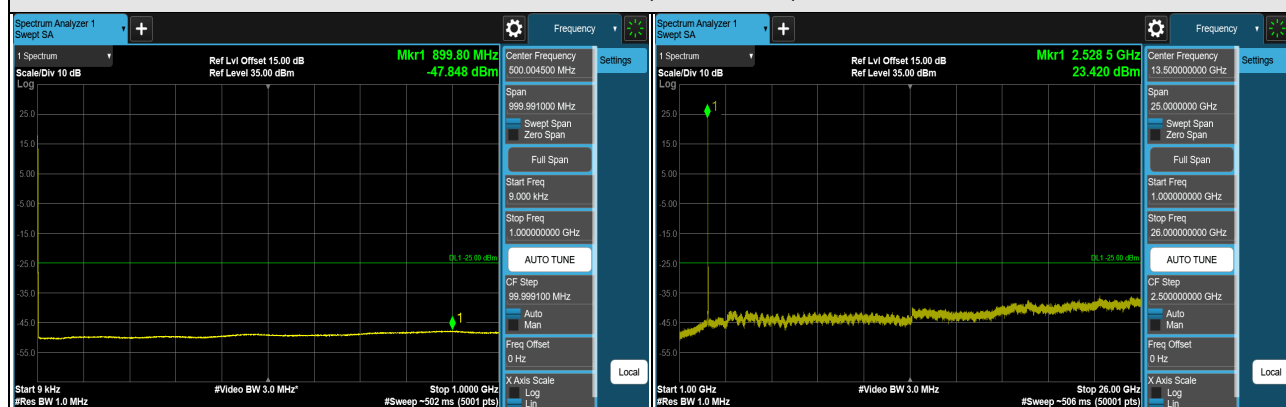 Spectrum Analyzer 1
Swept SA
+
Frequency
1 Spectrum
Scale/Div 10 dB
Log
Ref Lvl Offset 15.00 dB
Ref Level 35.00 dBm
Mkr1 899.80 MHz
-47.848 dBm
25.0
15.0
5.00
-5.00
-15.0
-25.0
-35.0
-45.0
-55.0
DL1 -25.00 dBm
1
Start 9 kHz
#Res BW 1.0 MHz
#Video BW 3.0 MHz*
Stop 1.0000 GHz
#Sweep ~502 ms (5001 pts)
Center Frequency
500.004500 MHz
Settings
Span
999.991000 MHz
Swept Span
Zero Span
Full Span
Start Freq
9.000 kHz
Stop Freq
1.000000000 GHz
AUTO TUNE
CF Step
99.999100 MHz
Auto
Man
Freq Offset
0 Hz
X Axis Scale
Log
Lin
Local
Spectrum Analyzer 1
Swept SA
+
Frequency
1 Spectrum
Scale/Div 10 dB
Log
Ref Lvl Offset 15.00 dB
Ref Level 35.00 dBm
Mkr1 2.528 5 GHz
23.420 dBm
25.0
15.0
5.00
-5.00
-15.0
-25.0
-35.0
-45.0
-55.0
1
DL1 -25.00 dBm
Start 1.00 GHz
#Res BW 1.0 MHz
#Video BW 3.0 MHz
Stop 26.00 GHz
#Sweep ~506 ms (50001 pts)
Center Frequency
13.500000000 GHz
Settings
Span
25.0000000 GHz
Swept Span
Zero Span
Full Span
Start Freq
1.000000000 GHz
Stop Freq
26.000000000 GHz
AUTO TUNE
CF Step
2.500000000 GHz
Auto
Man
Freq Offset
0 Hz
X Axis Scale
Log
Lin
Local